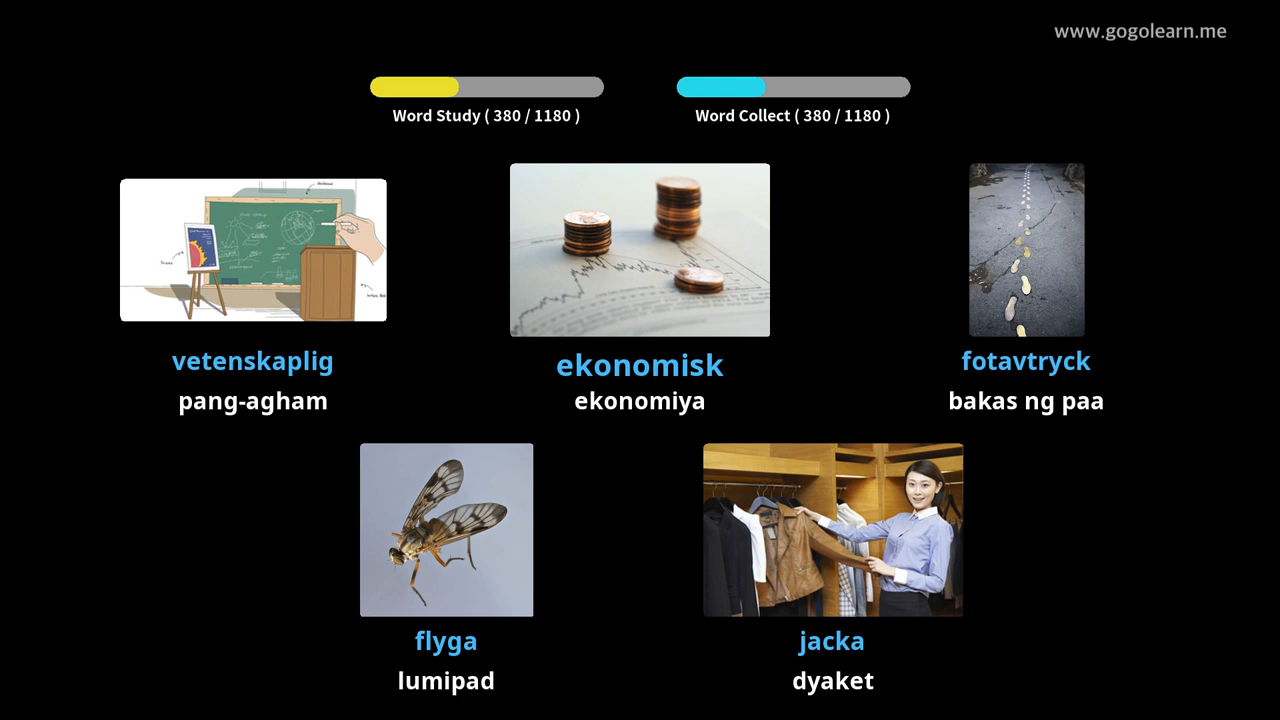 www.gogolearn.me
Word Study ( 380 / 1180 )
Word Collect ( 380 / 1180 )
vetenskaplig
pang-agham
ekonomisk
ekonomiya
fotavtryck
bakas ng paa
flyga
lumipad
jacka
dyaket